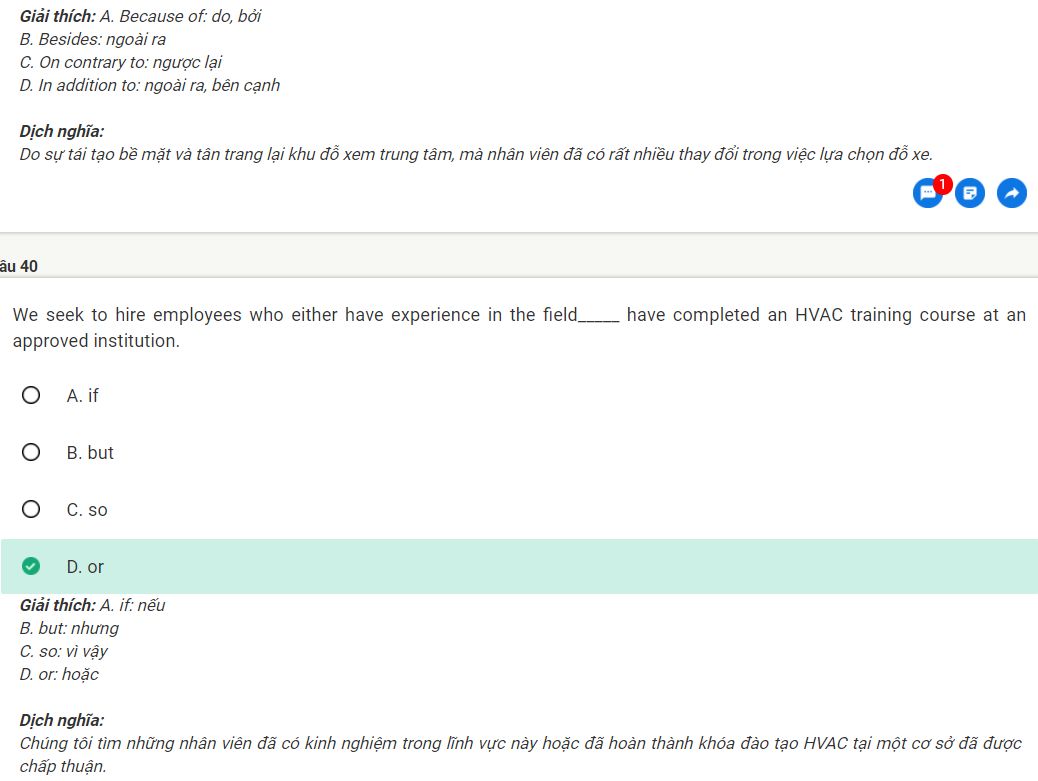 Giải thích: A. Because of: do, bởi
B. Besides: ngoài ra
C. On contrary to: ngược lại
D. In addition to: ngoài ra, bên cạnh
Dịch nghĩa:
Do sự tái tạo bề mặt và tân trang lại khu đỗ xem trung tâm, mà nhân viên đã có rất nhiều thay đổi trong việc lựa chọn đỗ xe.
1
âu 40
We seek to hire employees who either have experience in the field_____ have completed an HVAC training course at an
approved institution.
A. if
B. but
C. so
D. or
Giải thích: A. if: nếu
B. but: nhưng
C. so: vì vậy
D. or: hoặc
Dịch nghĩa:
Chúng tôi tìm những nhân viên đã có kinh nghiệm trong lĩnh vực này hoặc đã hoàn thành khóa đào tạo HVAC tại một cơ sở đã được
chấp thuận.